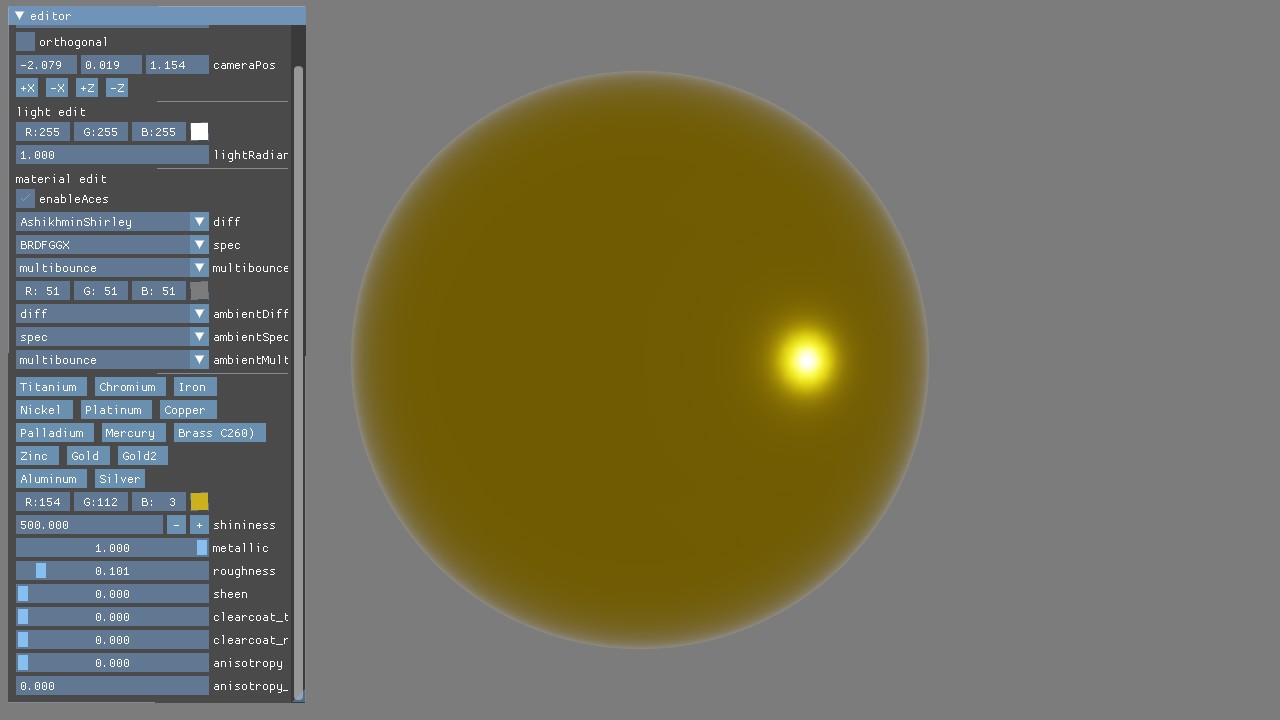 editor
orthogonal
-2.079 0.019 1.154 cameraPos
+X -X +Z -Z
light edit
R:255 G:255 B:255
1.000 lightRadian
material edit
enableAces
AshikhminShirley diff
BRDFGGX spec
multibounce multibounce
R: 51 G: 51 B: 51
diff ambientDiff
spec ambientSpec
multibounce ambientMult
Titanium Chromium Iron
Nickel Platinum Copper
Palladium Mercury Brass C260)
Zinc Gold Gold2
Aluminum Silver
R:154 G:112 B: 3
500.000 - + shininess
1.000 metallic
0.101 roughness
0.000 sheen
0.000 clearcoat_t
0.000 clearcoat_r
0.000 anisotropy
0.000 anisotropy_